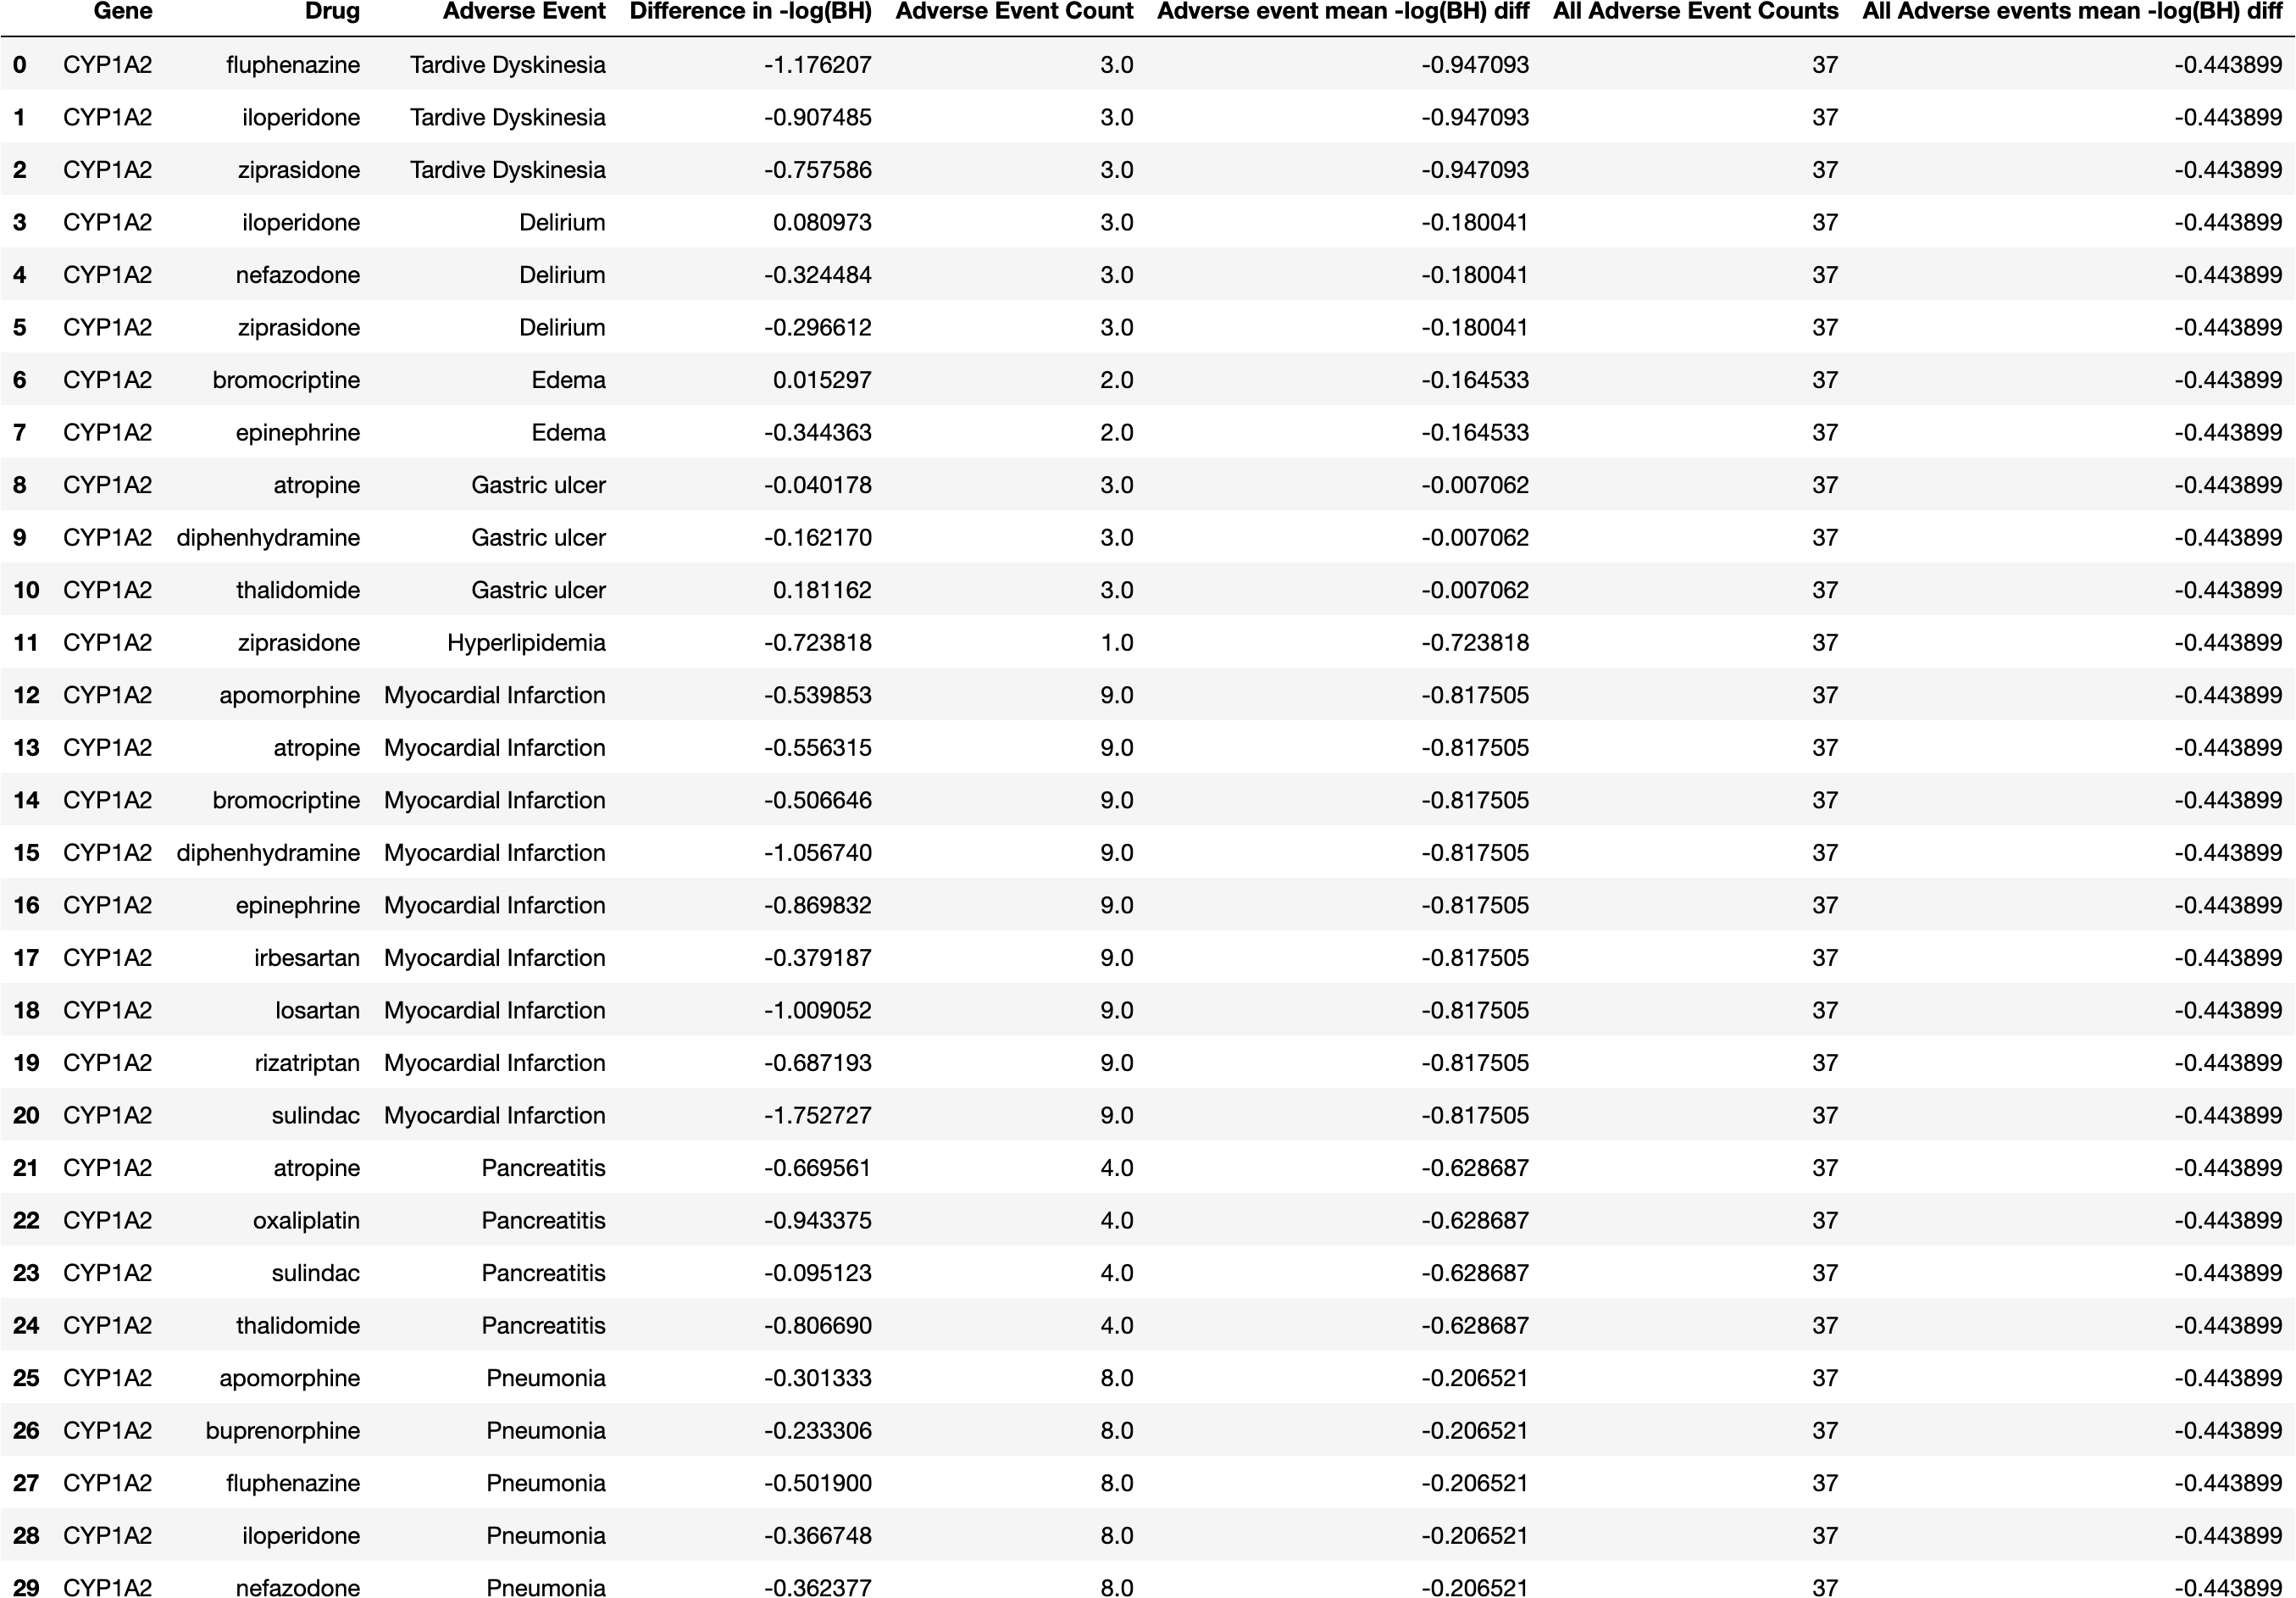 Gene Drug Adverse Event Difference in -log(BH) Adverse Event Count Adverse event mean -log(BH) diff All Adverse Event Counts All Adverse events mean -log(BH) diff
0 CYP1A2 fluphenazine Tardive Dyskinesia -1.176207 3.0 -0.947093 37 -0.443899
1 CYP1A2 iloperidone Tardive Dyskinesia -0.907485 3.0 -0.947093 37 -0.443899
2 CYP1A2 ziprasidone Tardive Dyskinesia -0.757586 3.0 -0.947093 37 -0.443899
3 CYP1A2 iloperidone Delirium 0.080973 3.0 -0.180041 37 -0.443899
4 CYP1A2 nefazodone Delirium -0.324484 3.0 -0.180041 37 -0.443899
5 CYP1A2 ziprasidone Delirium -0.296612 3.0 -0.180041 37 -0.443899
6 CYP1A2 bromocriptine Edema 0.015297 2.0 -0.164533 37 -0.443899
7 CYP1A2 epinephrine Edema -0.344363 2.0 -0.164533 37 -0.443899
8 CYP1A2 atropine Gastric ulcer -0.040178 3.0 -0.007062 37 -0.443899
9 CYP1A2 diphenhydramine Gastric ulcer -0.162170 3.0 -0.007062 37 -0.443899
10 CYP1A2 thalidomide Gastric ulcer 0.181162 3.0 -0.007062 37 -0.443899
11 CYP1A2 ziprasidone Hyperlipidemia -0.723818 1.0 -0.723818 37 -0.443899
12 CYP1A2 apomorphine Myocardial Infarction -0.539853 9.0 -0.817505 37 -0.443899
13 CYP1A2 atropine Myocardial Infarction -0.556315 9.0 -0.817505 37 -0.443899
14 CYP1A2 bromocriptine Myocardial Infarction -0.506646 9.0 -0.817505 37 -0.443899
15 CYP1A2 diphenhydramine Myocardial Infarction -1.056740 9.0 -0.817505 37 -0.443899
16 CYP1A2 epinephrine Myocardial Infarction -0.869832 9.0 -0.817505 37 -0.443899
17 CYP1A2 irbesartan Myocardial Infarction -0.379187 9.0 -0.817505 37 -0.443899
18 CYP1A2 losartan Myocardial Infarction -1.009052 9.0 -0.817505 37 -0.443899
19 CYP1A2 rizatriptan Myocardial Infarction -0.687193 9.0 -0.817505 37 -0.443899
20 CYP1A2 sulindac Myocardial Infarction -1.752727 9.0 -0.817505 37 -0.443899
21 CYP1A2 atropine Pancreatitis -0.669561 4.0 -0.628687 37 -0.443899
22 CYP1A2 oxaliplatin Pancreatitis -0.943375 4.0 -0.628687 37 -0.443899
23 CYP1A2 sulindac Pancreatitis -0.095123 4.0 -0.628687 37 -0.443899
24 CYP1A2 thalidomide Pancreatitis -0.806690 4.0 -0.628687 37 -0.443899
25 CYP1A2 apomorphine Pneumonia -0.301333 8.0 -0.206521 37 -0.443899
26 CYP1A2 buprenorphine Pneumonia -0.233306 8.0 -0.206521 37 -0.443899
27 CYP1A2 fluphenazine Pneumonia -0.501900 8.0 -0.206521 37 -0.443899
28 CYP1A2 iloperidone Pneumonia -0.366748 8.0 -0.206521 37 -0.443899
29 CYP1A2 nefazodone Pneumonia -0.362377 8.0 -0.206521 37 -0.443899